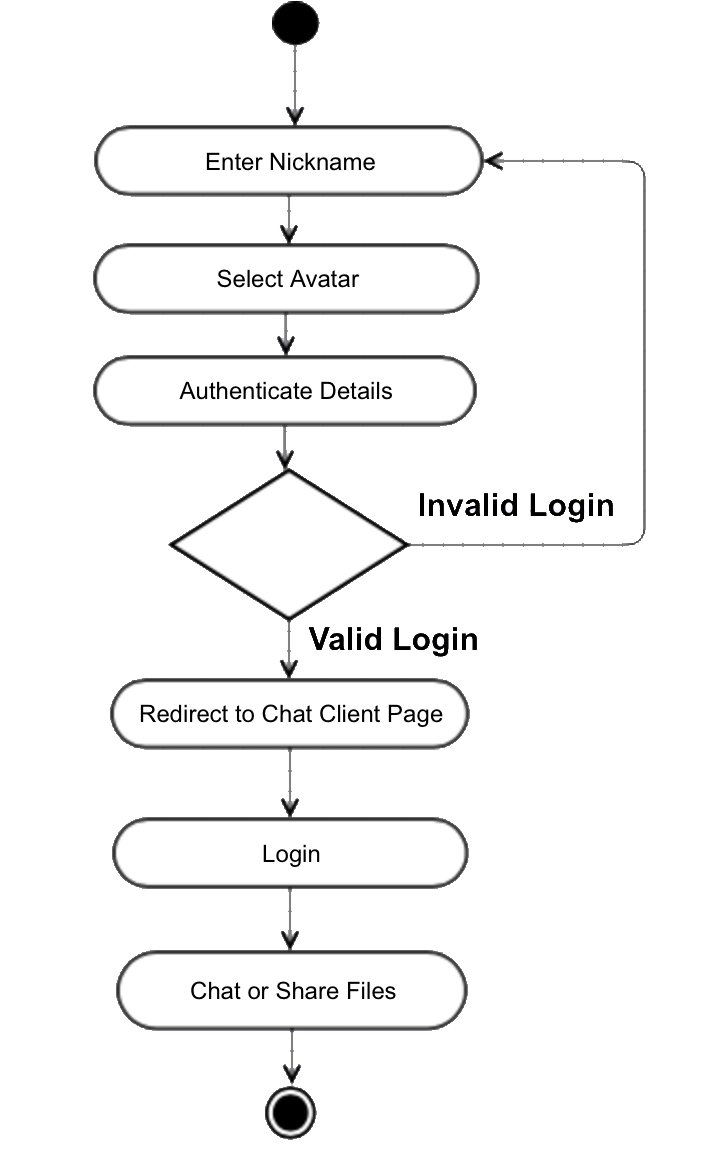 Enter Nickname
Select Avatar
Authenticate Details
Invalid Login
Valid Login
Redirect to Chat Client Page
Login
Chat or Share Files